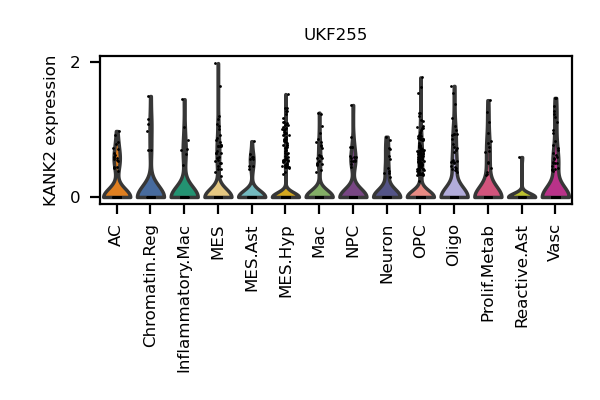 UKF255
KANK2 expression
2
0
AC
Chromatin.Reg
Inflammatory.Mac
MES
MES.Ast
MES.Hyp
Mac
NPC
Neuron
OPC
Oligo
Prolif.Metab
Reactive.Ast
Vasc